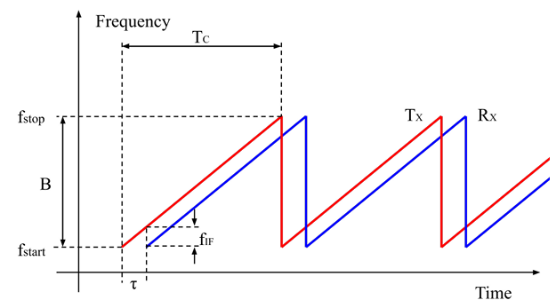 Frequency
Tc
fstop
Tx
Rx
B
fIF
fstart
τ
Time